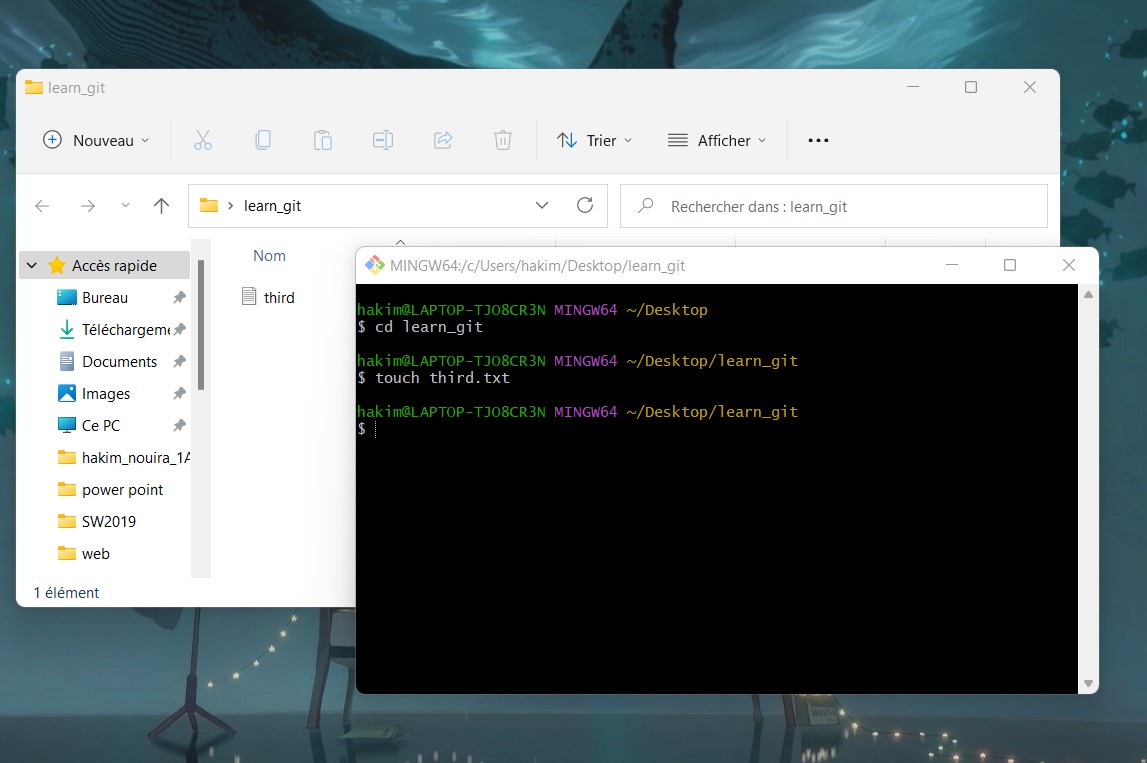 learn_git
Nouveau
Trier
Afficher
learn_git
Rechercher dans : learn_git
Accès rapide
Bureau
Téléchargeme
Documents
Images
Ce PC
hakim_nouira_1A
power point
SW2019
web
Nom
third
1 élément
MINGW64:/c/Users/hakim/Desktop/learn_git
hakim@LAPTOP-TJO8CR3N MINGW64 ~/Desktop
$ cd learn_git
hakim@LAPTOP-TJO8CR3N MINGW64 ~/Desktop/learn_git
$ touch third.txt
hakim@LAPTOP-TJO8CR3N MINGW64 ~/Desktop/learn_git
$